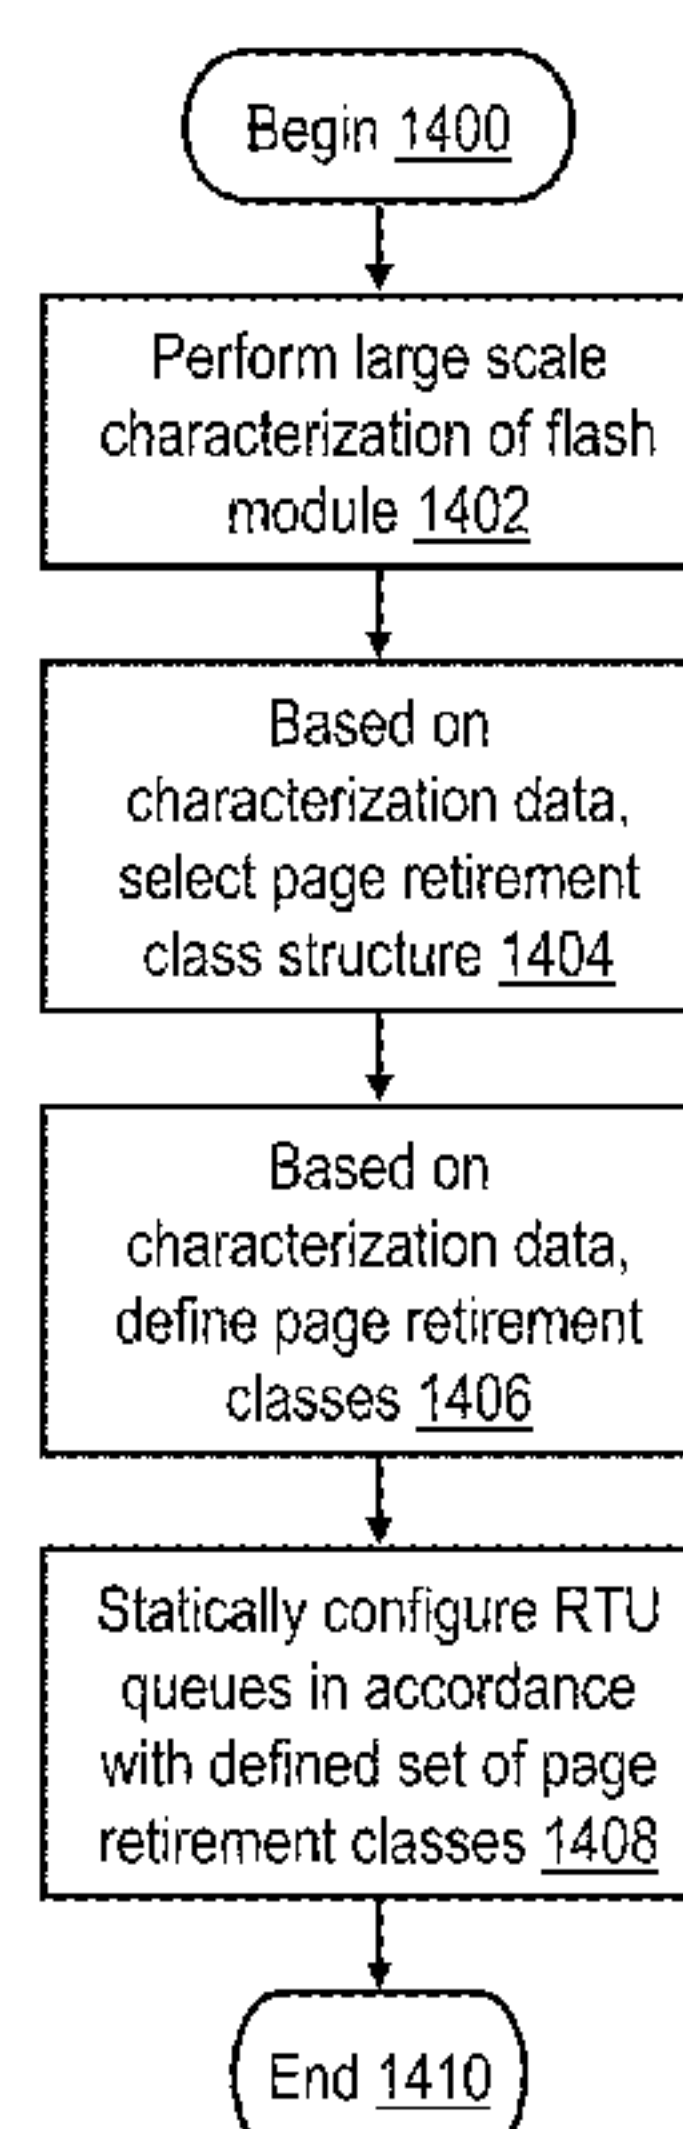 Begin 1400
Perform large scale
characterization of flash
module 1402
Based on
characterization data,
select page retirement
class structure 1404
Based on
characterization data,
define page retirement
classes 1406
Statically configure RTU
queues in accordance
with defined set of page
retirement classes 1408
End 1410